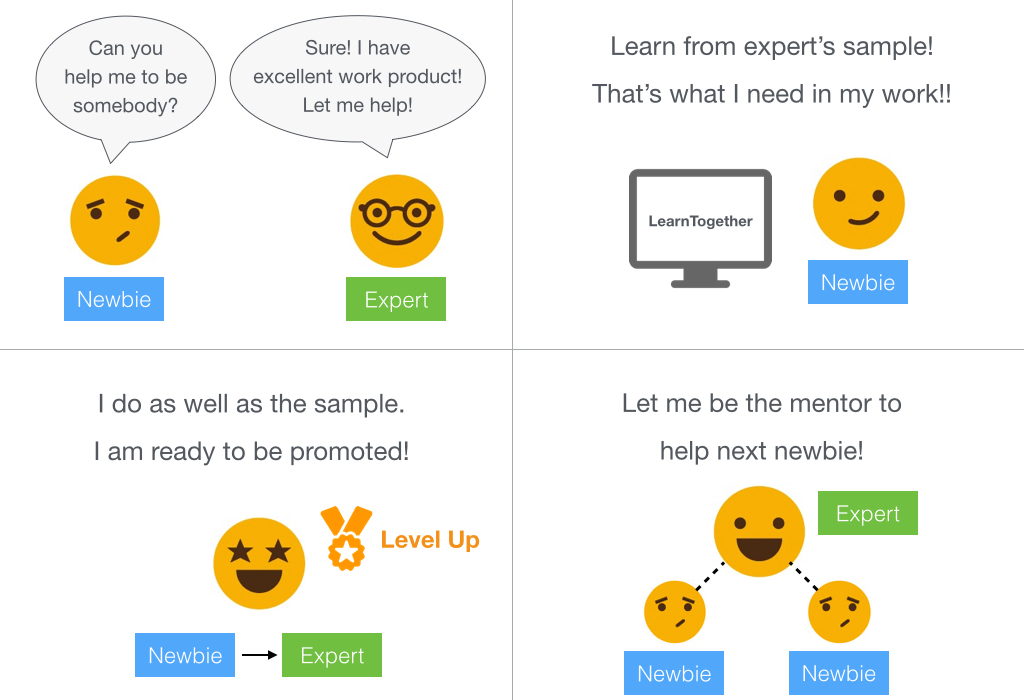 Can you
help me to be
somebody?
Sure! I have
excellent work product!
Let me help!
Newbie
Expert
Learn from expert's sample!
That's what I need in my work!!
LearnTogether
Newbie
I do as well as the sample.
I am ready to be promoted!
Level Up
Newbie
Expert
Let me be the mentor to
help next newbie!
Expert
Newbie
Newbie